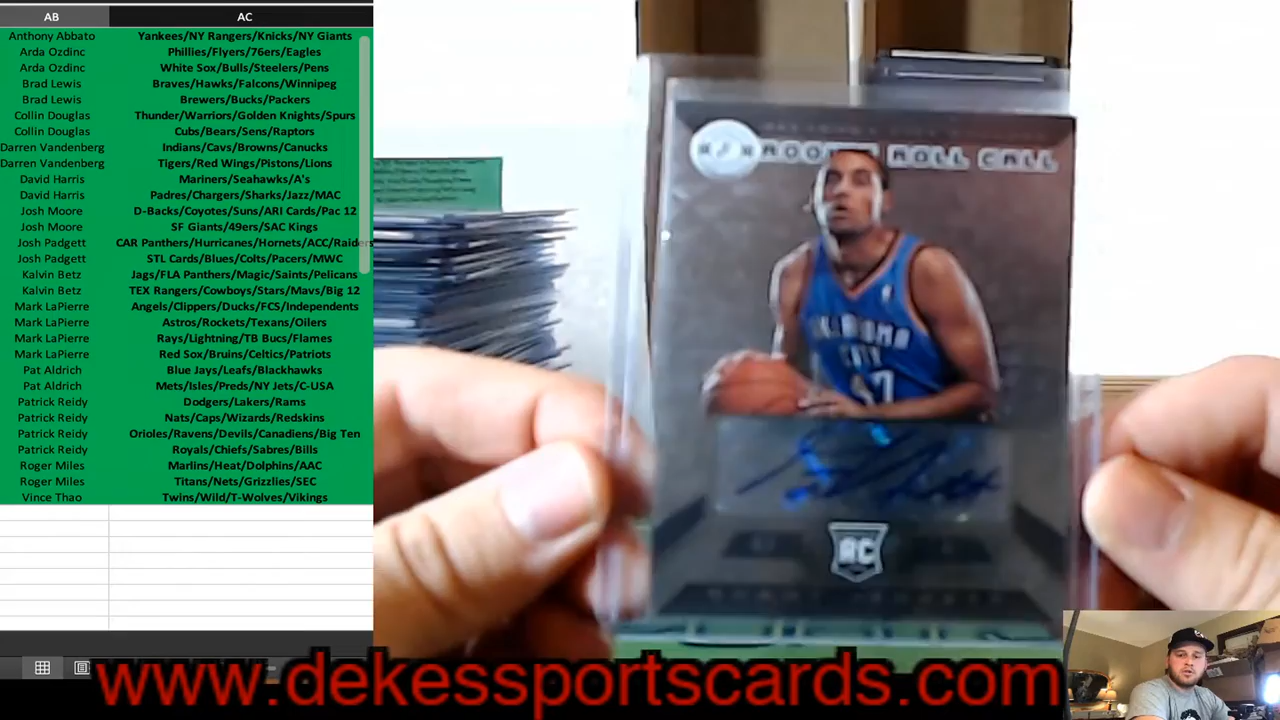 AB AC
Anthony Abbato Yankees/NY Rangers/Knicks/NY Giants
Arda Ozdinc Phillies/Flyers/76ers/Eagles
Arda Ozdinc White Sox/Bulls/Steelers/Pens
Brad Lewis Braves/Hawks/Falcons/Winnipeg
Brad Lewis Brewers/Bucks/Packers
Collin Douglas Thunder/Warriors/Golden Knights/Spurs
Collin Douglas Cubs/Bears/Sens/Raptors
Darren Vandenberg Indians/Cavs/Browns/Canucks
Darren Vandenberg Tigers/Red Wings/Pistons/Lions
David Harris Mariners/Seahawks/A's
David Harris Padres/Chargers/Sharks/Jazz/MAC
Josh Moore D-Backs/Coyotes/Suns/ARI Cards/Pac 12
Josh Moore SF Giants/49ers/SAC Kings
Josh Padgett CAR Panthers/Hurricanes/Hornets/ACC/Raiders
Josh Padgett STL Cards/Blues/Colts/Pacers/MWC
Kalvin Betz Jags/FLA Panthers/Magic/Saints/Pelicans
Kalvin Betz TEX Rangers/Cowboys/Stars/Mavs/Big 12
Mark LaPierre Angels/Clippers/Ducks/FCS/Independents
Mark LaPierre Astros/Rockets/Texans/Oilers
Mark LaPierre Rays/Lightning/TB Bucs/Flames
Mark LaPierre Red Sox/Bruins/Celtics/Patriots
Pat Aldrich Blue Jays/Leafs/Blackhawks
Pat Aldrich Mets/Isles/Preds/NY Jets/C-USA
Patrick Reidy Dodgers/Lakers/Rams
Patrick Reidy Nats/Caps/Wizards/Redskins
Patrick Reidy Orioles/Ravens/Devils/Canadiens/Big Ten
Patrick Reidy Royals/Chiefs/Sabres/Bills
Roger Miles Marlins/Heat/Dolphins/AAC
Roger Miles Titans/Nets/Grizzlies/SEC
Vince Thao Twins/Wild/T-Wolves/Vikings
ROOKIE ROLL CALL
OKLAHOMA
CITY
47
RC
www.dekessportscards.com